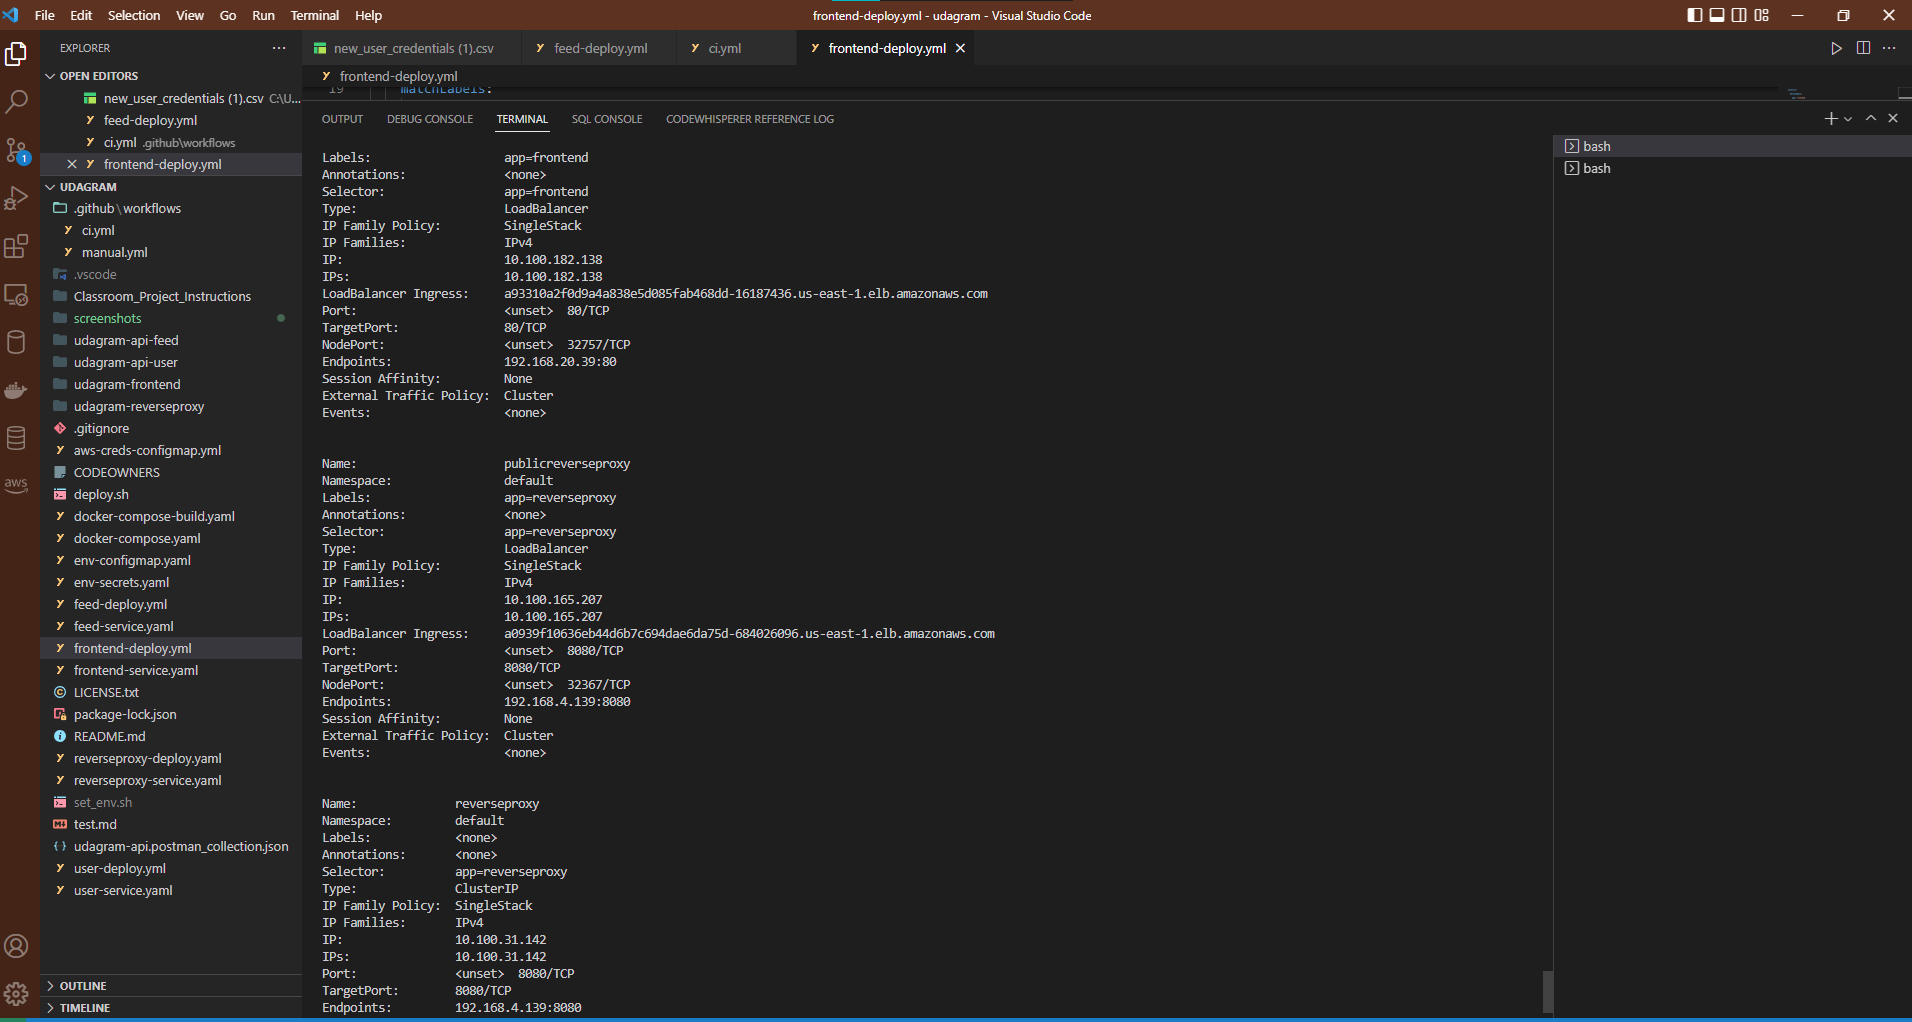 File Edit Selection View Go Run Terminal Help
frontend-deploy.yml - udagram - Visual Studio Code
EXPLORER
OPEN EDITORS
new_user_credentials (1).csv C:\U...
feed-deploy.yml
ci.yml .github\workflows
frontend-deploy.yml
UDAGRAM
.github\workflows
ci.yml
manual.yml
.vscode
Classroom_Project_Instructions
screenshots
udagram-api-feed
udagram-api-user
udagram-frontend
udagram-reverseproxy
.gitignore
aws-creds-configmap.yml
CODEOWNERS
deploy.sh
docker-compose-build.yaml
docker-compose.yaml
env-configmap.yaml
env-secrets.yaml
feed-deploy.yml
feed-service.yaml
frontend-deploy.yml
frontend-service.yaml
LICENSE.txt
package-lock.json
README.md
reverseproxy-deploy.yaml
reverseproxy-service.yaml
set_env.sh
test.md
udagram-api.postman_collection.json
user-deploy.yml
user-service.yaml
OUTLINE
TIMELINE
1
aws
new_user_credentials (1).csv feed-deploy.yml ci.yml frontend-deploy.yml
frontend-deploy.yml
19 matchLabels:
OUTPUT DEBUG CONSOLE TERMINAL SQL CONSOLE CODEWHISPERER REFERENCE LOG
Labels: app=frontend
Annotations: <none>
Selector: app=frontend
Type: LoadBalancer
IP Family Policy: SingleStack
IP Families: IPv4
IP: 10.100.182.138
IPs: 10.100.182.138
LoadBalancer Ingress: a93310a2f0d9a4a838e5d085fab468dd-16187436.us-east-1.elb.amazonaws.com
Port: <unset> 80/TCP
TargetPort: 80/TCP
NodePort: <unset> 32757/TCP
Endpoints: 192.168.20.39:80
Session Affinity: None
External Traffic Policy: Cluster
Events: <none>
Name: publicreverseproxy
Namespace: default
Labels: app=reverseproxy
Annotations: <none>
Selector: app=reverseproxy
Type: LoadBalancer
IP Family Policy: SingleStack
IP Families: IPv4
IP: 10.100.165.207
IPs: 10.100.165.207
LoadBalancer Ingress: a0939f10636eb44d6b7c694dae6da75d-684026096.us-east-1.elb.amazonaws.com
Port: <unset> 8080/TCP
TargetPort: 8080/TCP
NodePort: <unset> 32367/TCP
Endpoints: 192.168.4.139:8080
Session Affinity: None
External Traffic Policy: Cluster
Events: <none>
Name: reverseproxy
Namespace: default
Labels: <none>
Annotations: <none>
Selector: app=reverseproxy
Type: ClusterIP
IP Family Policy: SingleStack
IP Families: IPv4
IP: 10.100.31.142
IPs: 10.100.31.142
Port: <unset> 8080/TCP
TargetPort: 8080/TCP
Endpoints: 192.168.4.139:8080
bash
bash